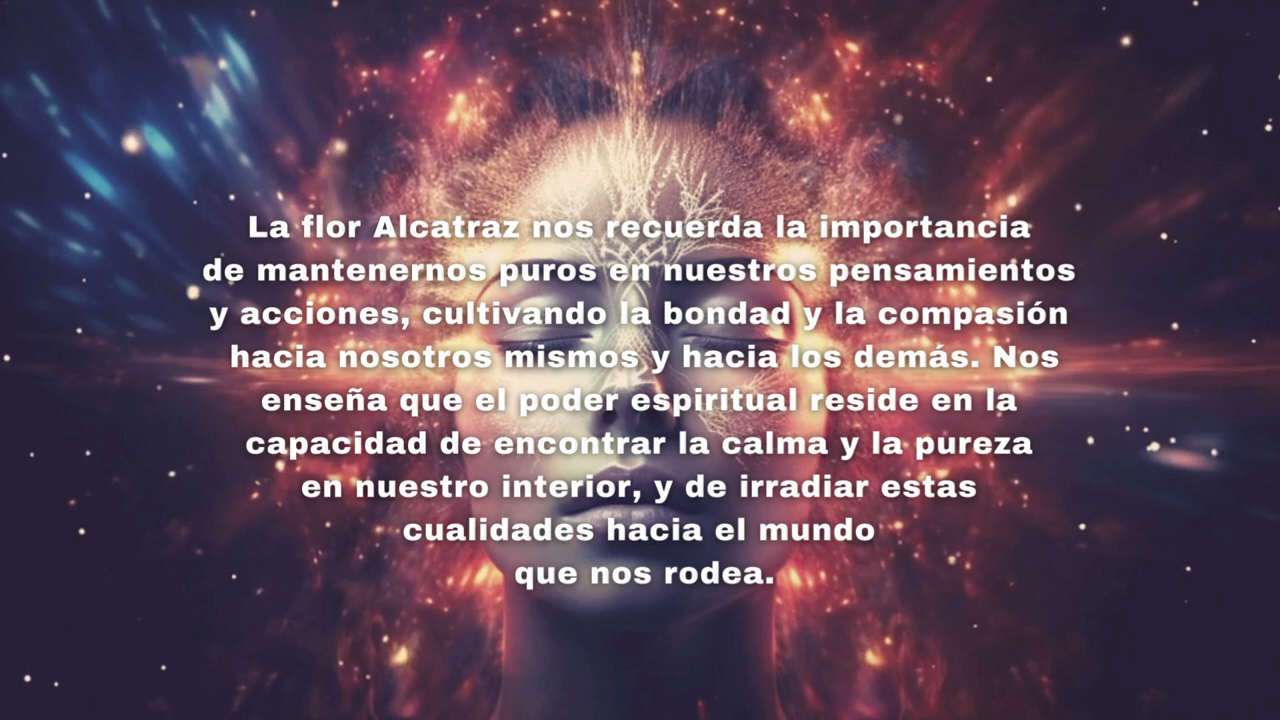 La flor Alcatraz nos recuerda la importancia
de mantenernos puros en nuestros pensamientos
y acciones, cultivando la bondad y la compasión
hacia nosotros mismos y hacia los demás. Nos
enseña que el poder espiritual reside en la
capacidad de encontrar la calma y la pureza
en nuestro interior, y de irradiar estas
cualidades hacia el mundo
que nos rodea.